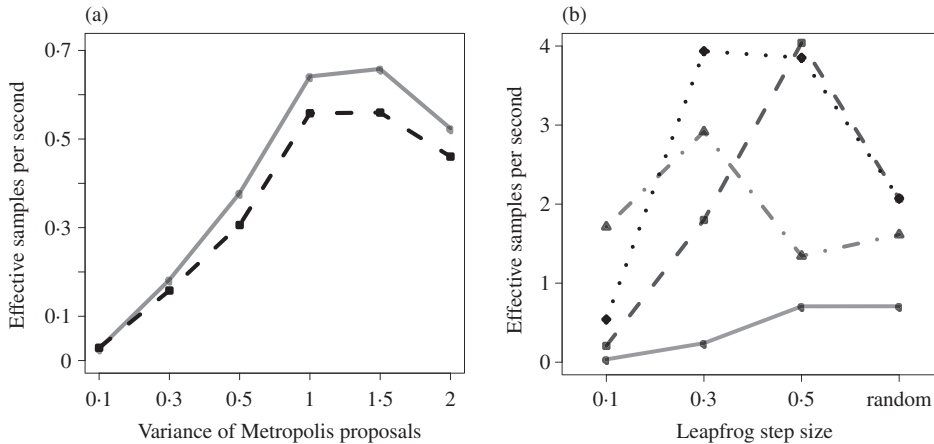 (a)
Effective samples per second
0·7
0·5
0·3
0·1
0
0·1 0·3 0·5 1 1·5 2
Variance of Metropolis proposals
(b)
Effective samples per second
4
3
2
1
0
0·1 0·3 0·5 random
Leapfrog step size